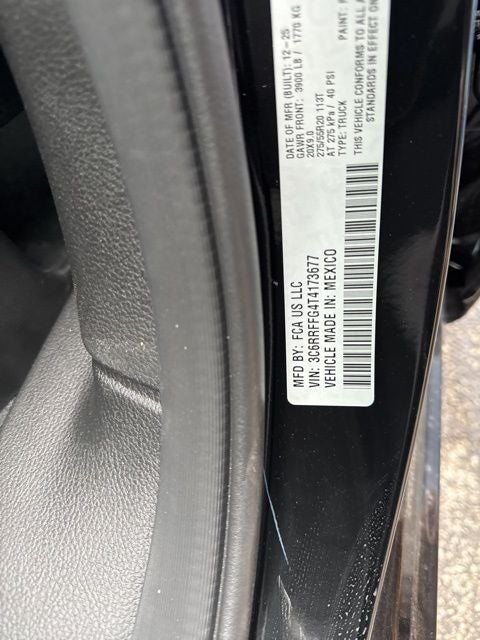 MFD BY: FCA US LLC
DATE OF MFR (BUILT): 12-25
GAWR FRONT: 3900 LB / 1770 KG
20X9.0
275/55R20 113T
AT 275 kPa / 40 PSI
TYPE: TRUCK
PAINT:
THIS VEHICLE CONFORMS TO ALL
STANDARDS IN EFFECT ON
VIN: 3C6RRFFG4T4173677
VEHICLE MADE IN: MEXICO